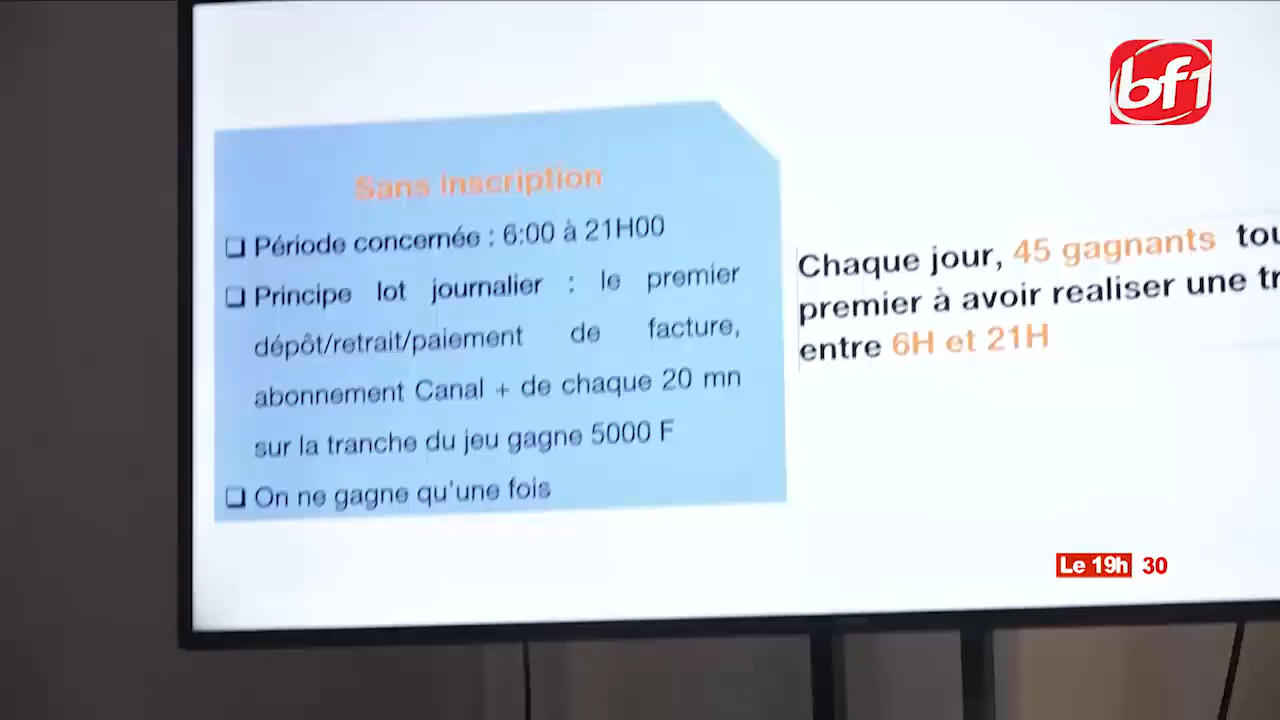 bf1
Sans inscription
❑ Période concernée : 6:00 à 21H00
❑ Principe lot journalier : le premier
dépôt/retrait/paiement de facture,
abonnement Canal + de chaque 20 mn
sur la tranche du jeu gagne 5000 F
❑ On ne gagne qu'une fois
Chaque jour, 45 gagnants
premier à avoir realiser une
entre 6H et 21H
Le 19h 30